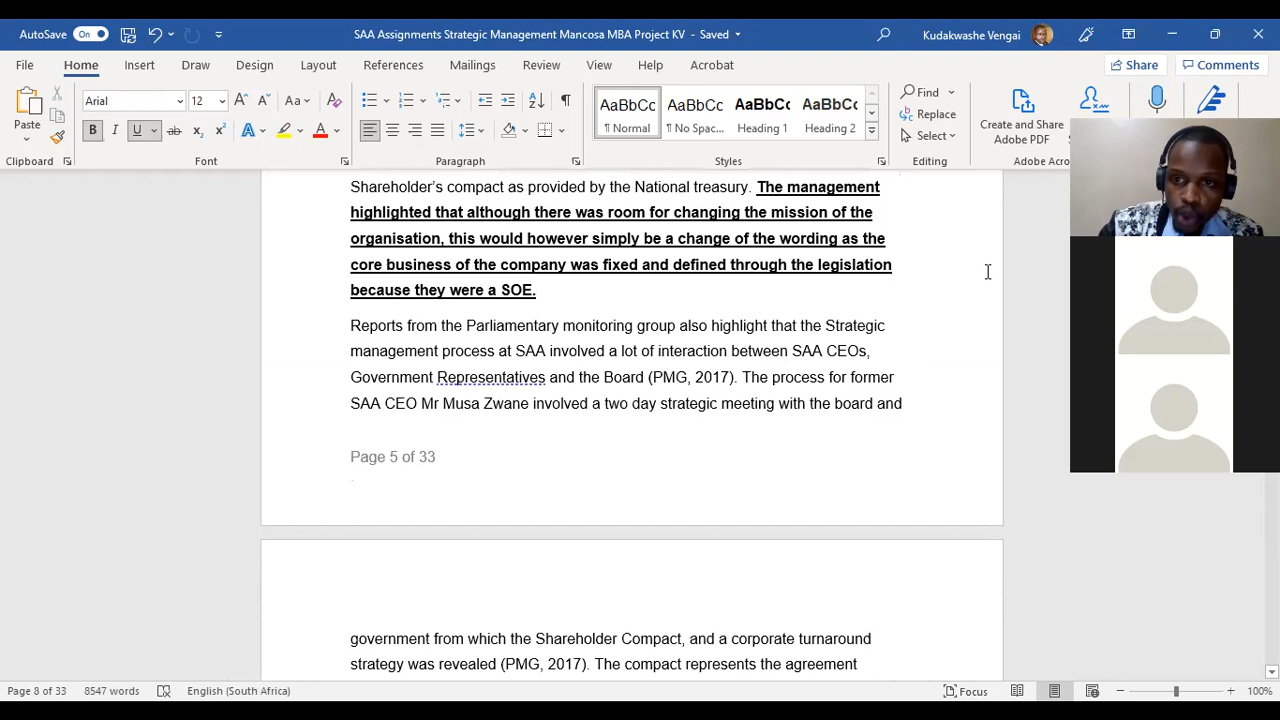 AutoSave On SAA Assignments Strategic Management Mancosa MBA Project KV - Saved Kudakwashe Vengai
File Home Insert Draw Design Layout References Mailings Review View Help Acrobat Share Comments
Paste Arial 12 AaBbCc AaBbCc AaBbCc AaBbCc Find
¶ Normal ¶ No Spac... Heading 1 Heading 2 Replace Select Create and Share Adobe PDF
Clipboard Font Paragraph Styles Editing Adobe Acro
Shareholder's compact as provided by the National treasury. The management
highlighted that although there was room for changing the mission of the
organisation, this would however simply be a change of the wording as the
core business of the company was fixed and defined through the legislation
because they were a SOE.
Reports from the Parliamentary monitoring group also highlight that the Strategic
management process at SAA involved a lot of interaction between SAA CEOs,
Government Representatives and the Board (PMG, 2017). The process for former
SAA CEO Mr Musa Zwane involved a two day strategic meeting with the board and
Page 5 of 33
government from which the Shareholder Compact, and a corporate turnaround
strategy was revealed (PMG, 2017). The compact represents the agreement
Page 8 of 33 8547 words English (South Africa) Focus 100%